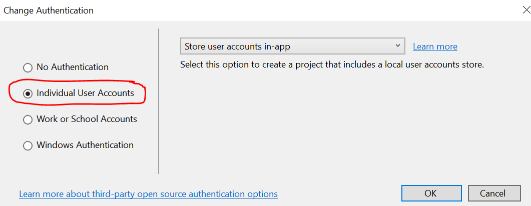 Change Authentication
Store user accounts in-app
Learn more
Select this option to create a project that includes a local user accounts store.
No Authentication
Individual User Accounts
Work or School Accounts
Windows Authentication
Learn more about third-party open source authentication options
OK
Cancel